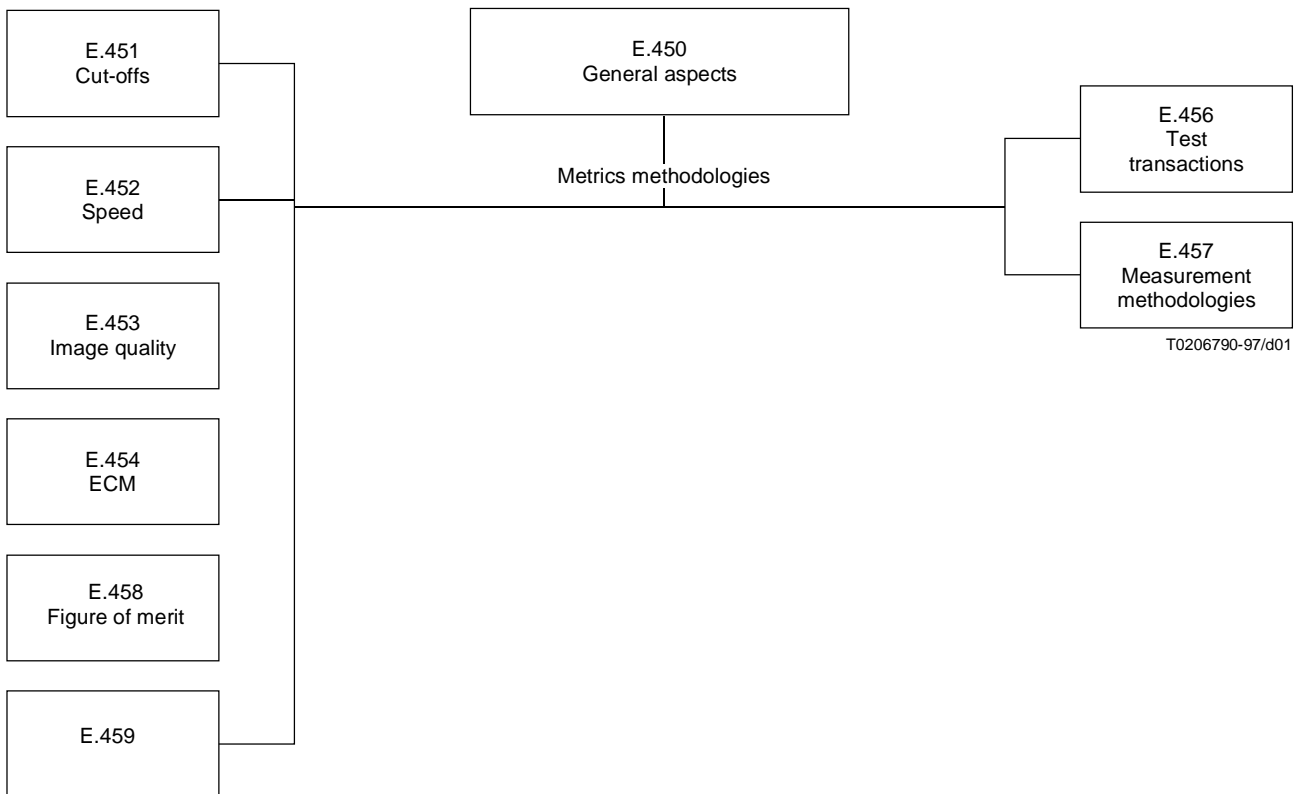 E.451
Cut-offs
E.450
General aspects
E.456
Test
transactions
Metrics methodologies
E.452
Speed
E.457
Measurement
methodologies
T0206790-97/d01
E.453
Image quality
E.454
ECM
E.458
Figure of merit
E.459